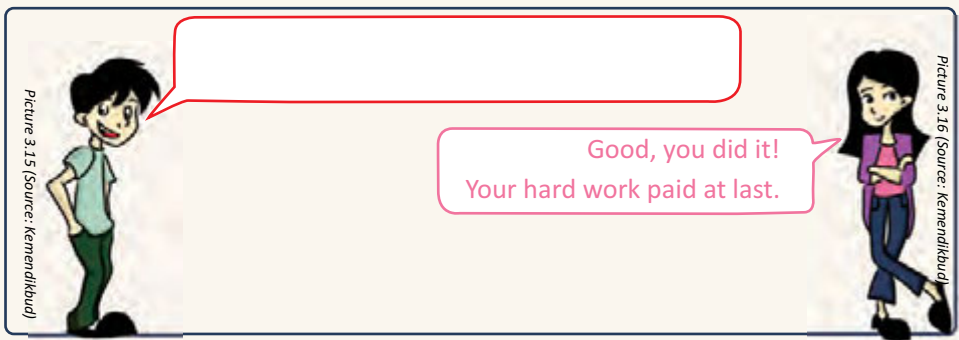 Picture 3.15 (Source: Kemendikbud)
Good, you did it!
Your hard work paid at last.
Picture 3.16 (Source: Kemendikbud)